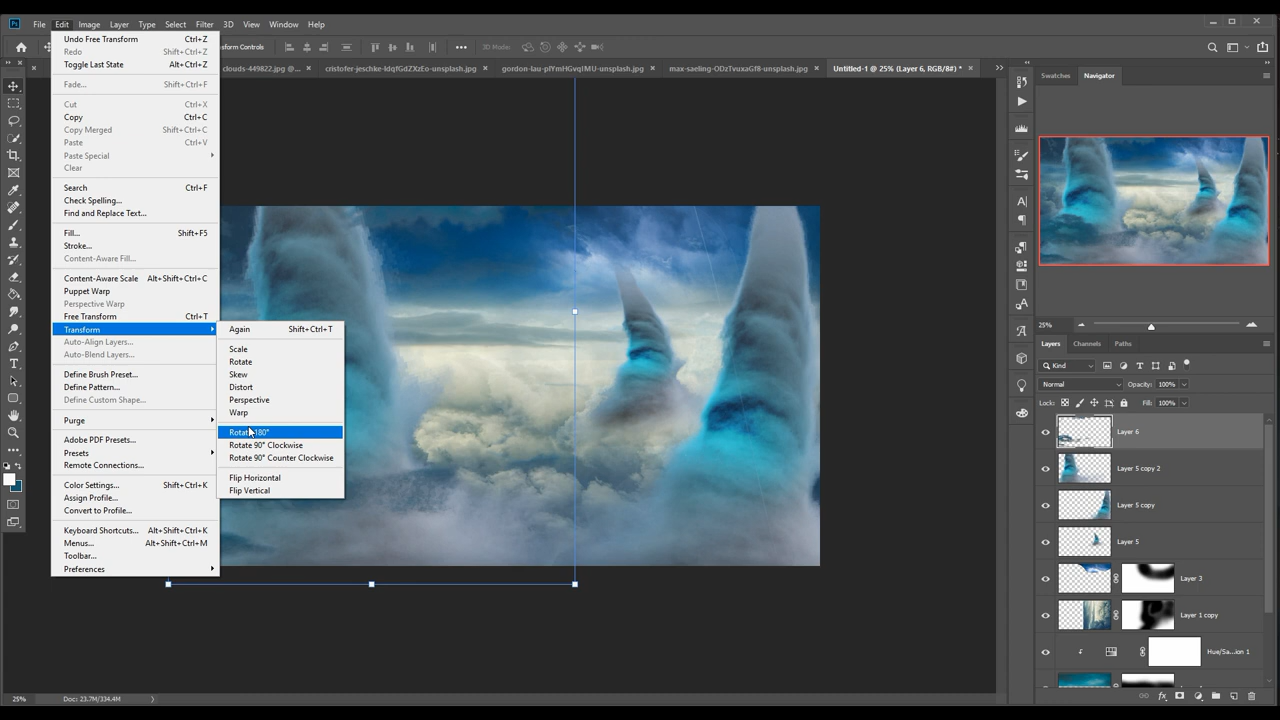 File Edit Image Layer Type Select Filter 3D View Window Help
sform Controls 3D Mode:
clouds-449822.jpg @... × cristofer-jeschke-IdqfGdZXzEo-unsplash.jpg × gordon-lau-pIYmHGvqIMU-unsplash.jpg × max-saeling-ODzTvuxaGf8-unsplash.jpg × Untitled-1 @ 25% (Layer 6, RGB/8#) * ×
Undo Free Transform Ctrl+Z
Redo Shift+Ctrl+Z
Toggle Last State Alt+Ctrl+Z
Fade... Shift+Ctrl+F
Cut Ctrl+X
Copy Ctrl+C
Copy Merged Shift+Ctrl+C
Paste Ctrl+V
Paste Special
Clear
Search Ctrl+F
Check Spelling...
Find and Replace Text...
Fill... Shift+F5
Stroke...
Content-Aware Fill...
Content-Aware Scale Alt+Shift+Ctrl+C
Puppet Warp
Perspective Warp
Free Transform Ctrl+T
Transform
Auto-Align Layers...
Auto-Blend Layers...
Define Brush Preset...
Define Pattern...
Define Custom Shape...
Purge
Adobe PDF Presets...
Presets
Remote Connections...
Color Settings... Shift+Ctrl+K
Assign Profile...
Convert to Profile...
Keyboard Shortcuts... Alt+Shift+Ctrl+K
Menus... Alt+Shift+Ctrl+M
Toolbar...
Preferences
Again Shift+Ctrl+T
Scale
Rotate
Skew
Distort
Perspective
Warp
Rotate 180°
Rotate 90° Clockwise
Rotate 90° Counter Clockwise
Flip Horizontal
Flip Vertical
Swatches Navigator
25%
Layers Channels Paths
Kind
Normal Opacity: 100%
Lock: Fill: 100%
Layer 6
Layer 5 copy 2
Layer 5 copy
Layer 5
Layer 3
Layer 1 copy
Hue/Sa...ion 1
25% Doc: 23.7M/334.4M